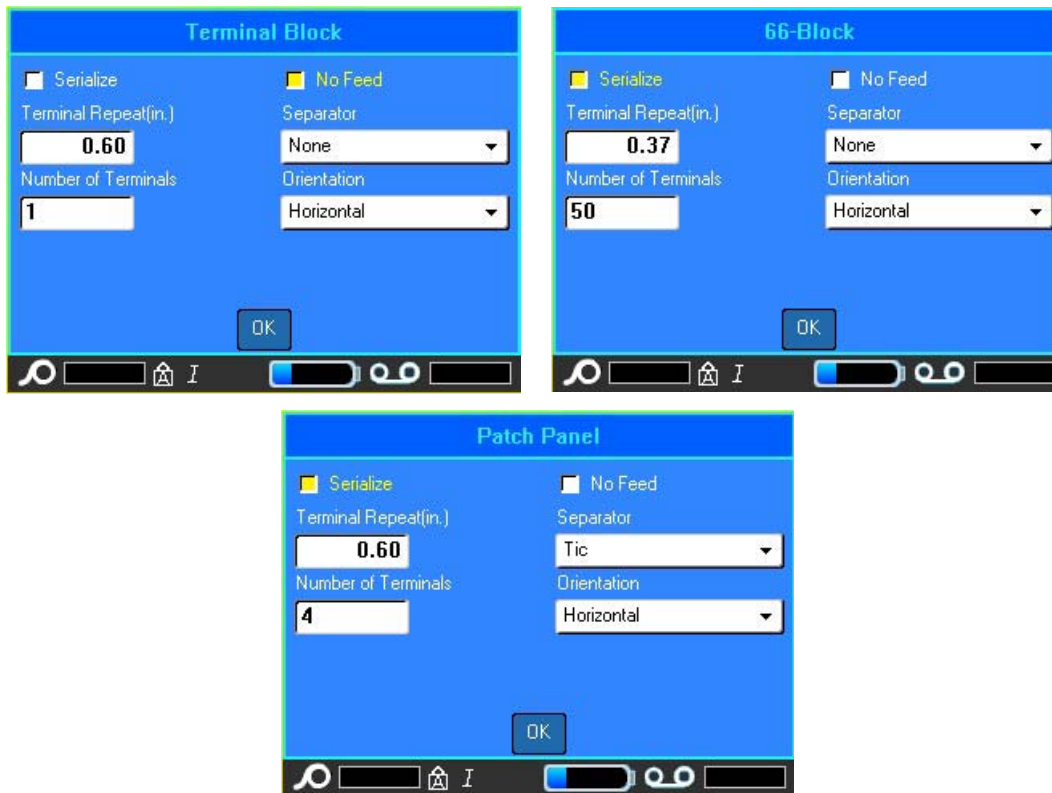 Terminal Block
Serialize
No Feed
Terminal Repeat(in.)
Separator
0.60
None
Number of Terminals
Orientation
1
Horizontal
OK
I
66-Block
Serialize
No Feed
Terminal Repeat(in.)
Separator
0.37
None
Number of Terminals
Orientation
50
Horizontal
OK
I
Patch Panel
Serialize
No Feed
Terminal Repeat(in.)
Separator
0.60
Tic
Number of Terminals
Orientation
4
Horizontal
OK
I